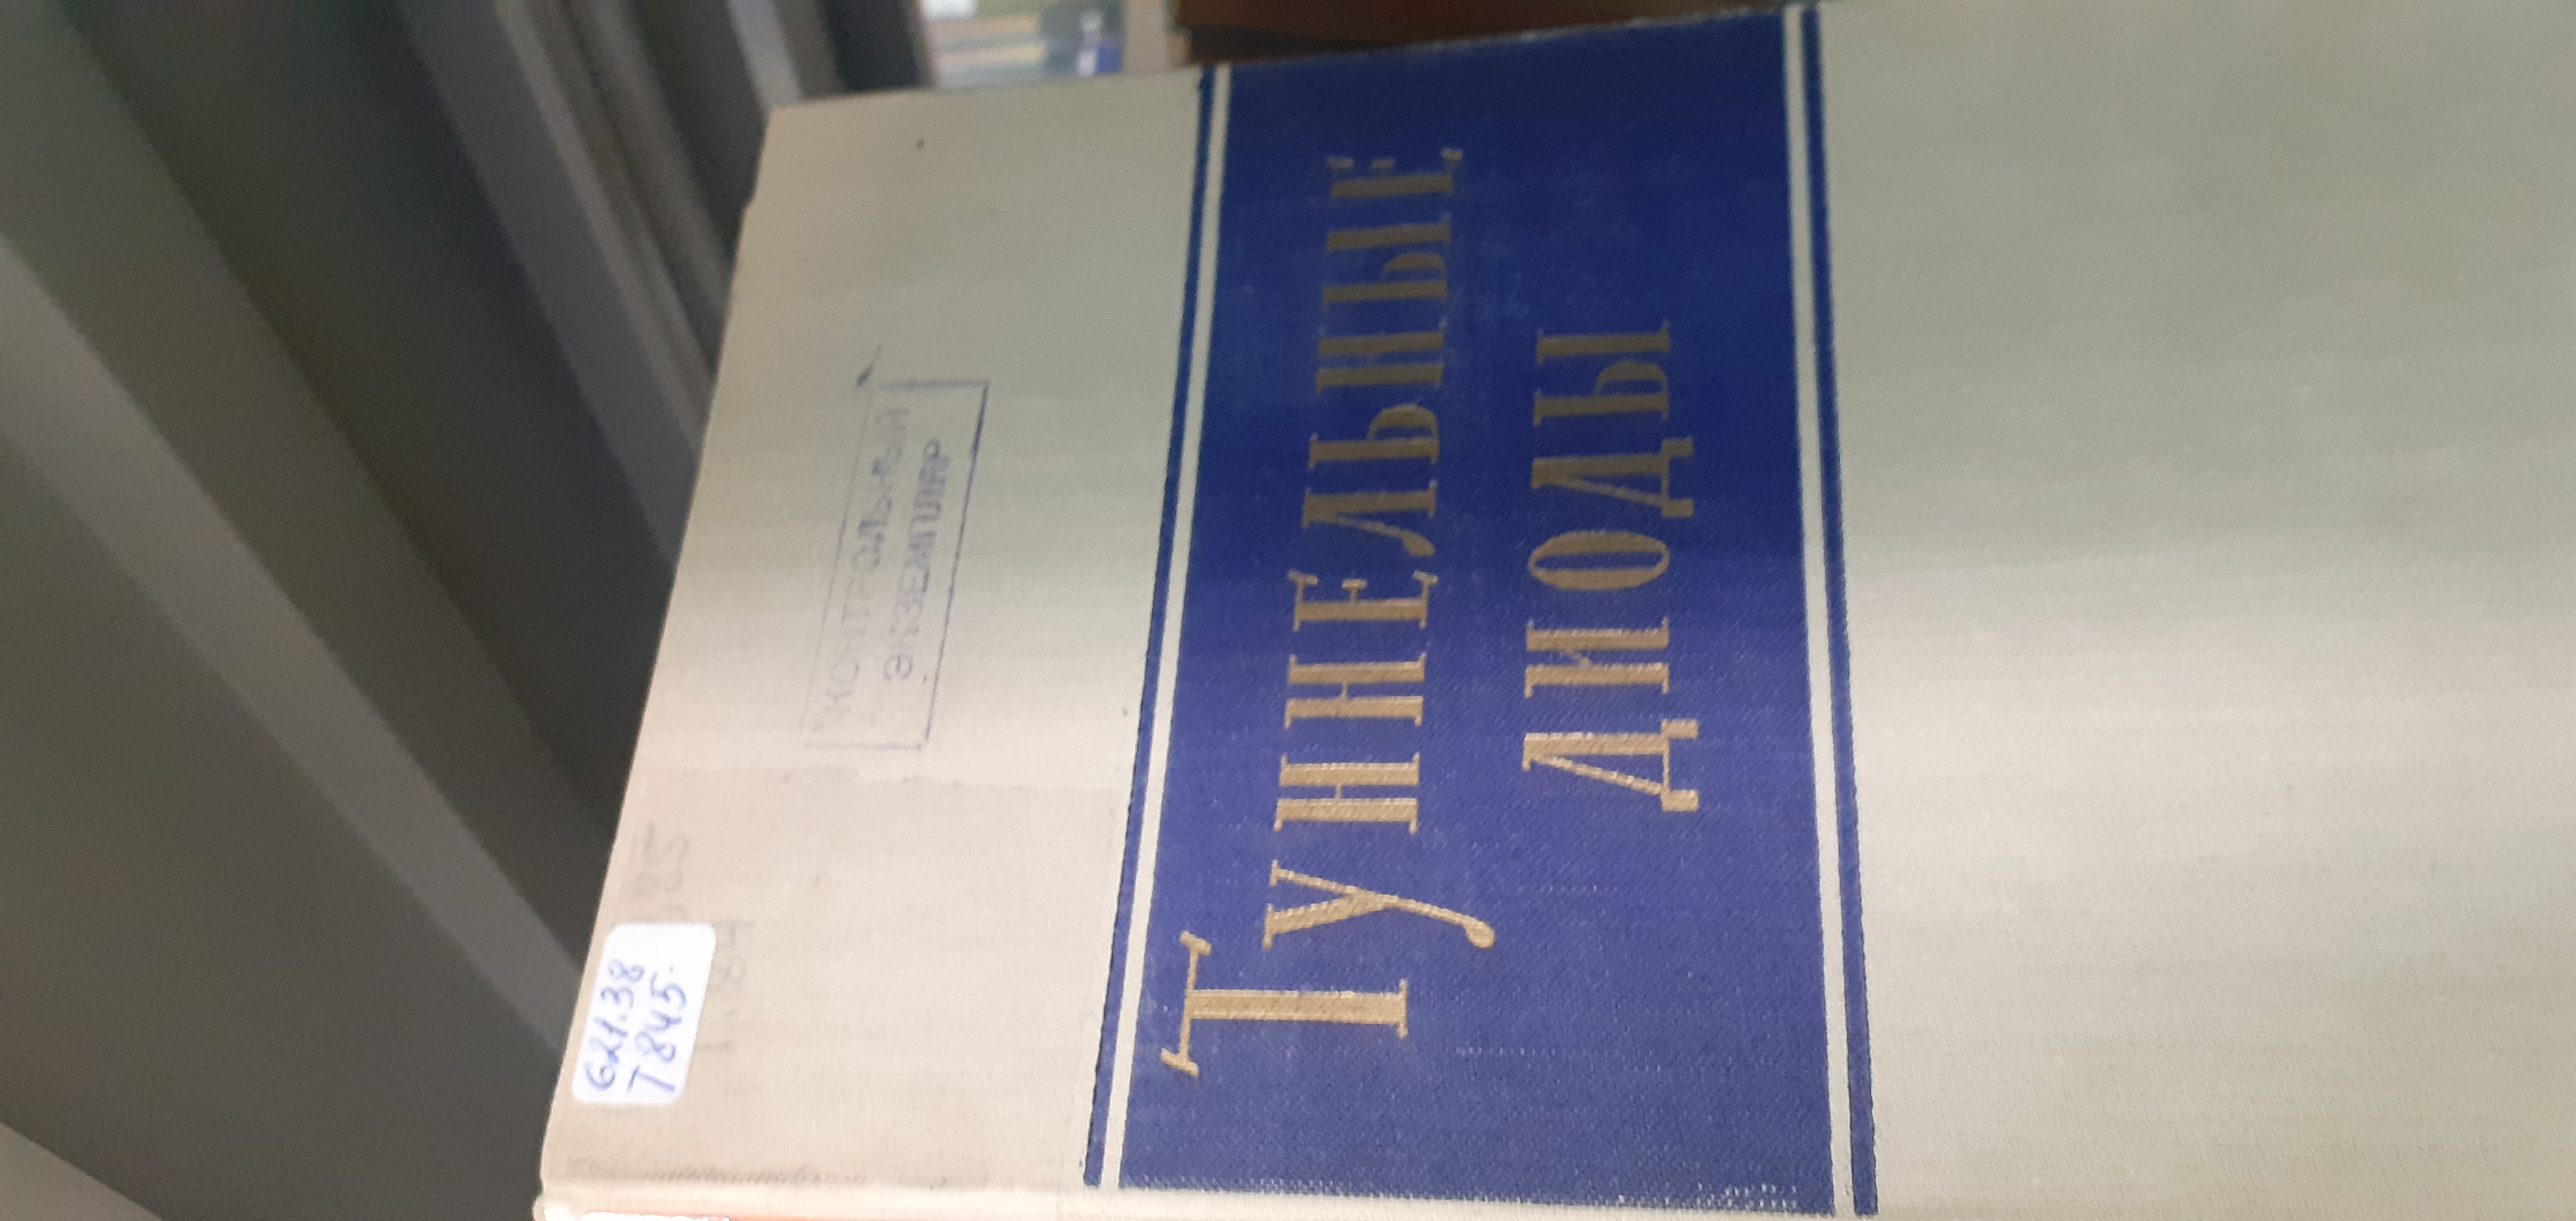 621.38
Т845
КОНТРОЛЬНЫЙ
ЭКЗЕМПЛЯР
ТУННЕЛЬНЫЕ
ДИОДЫ